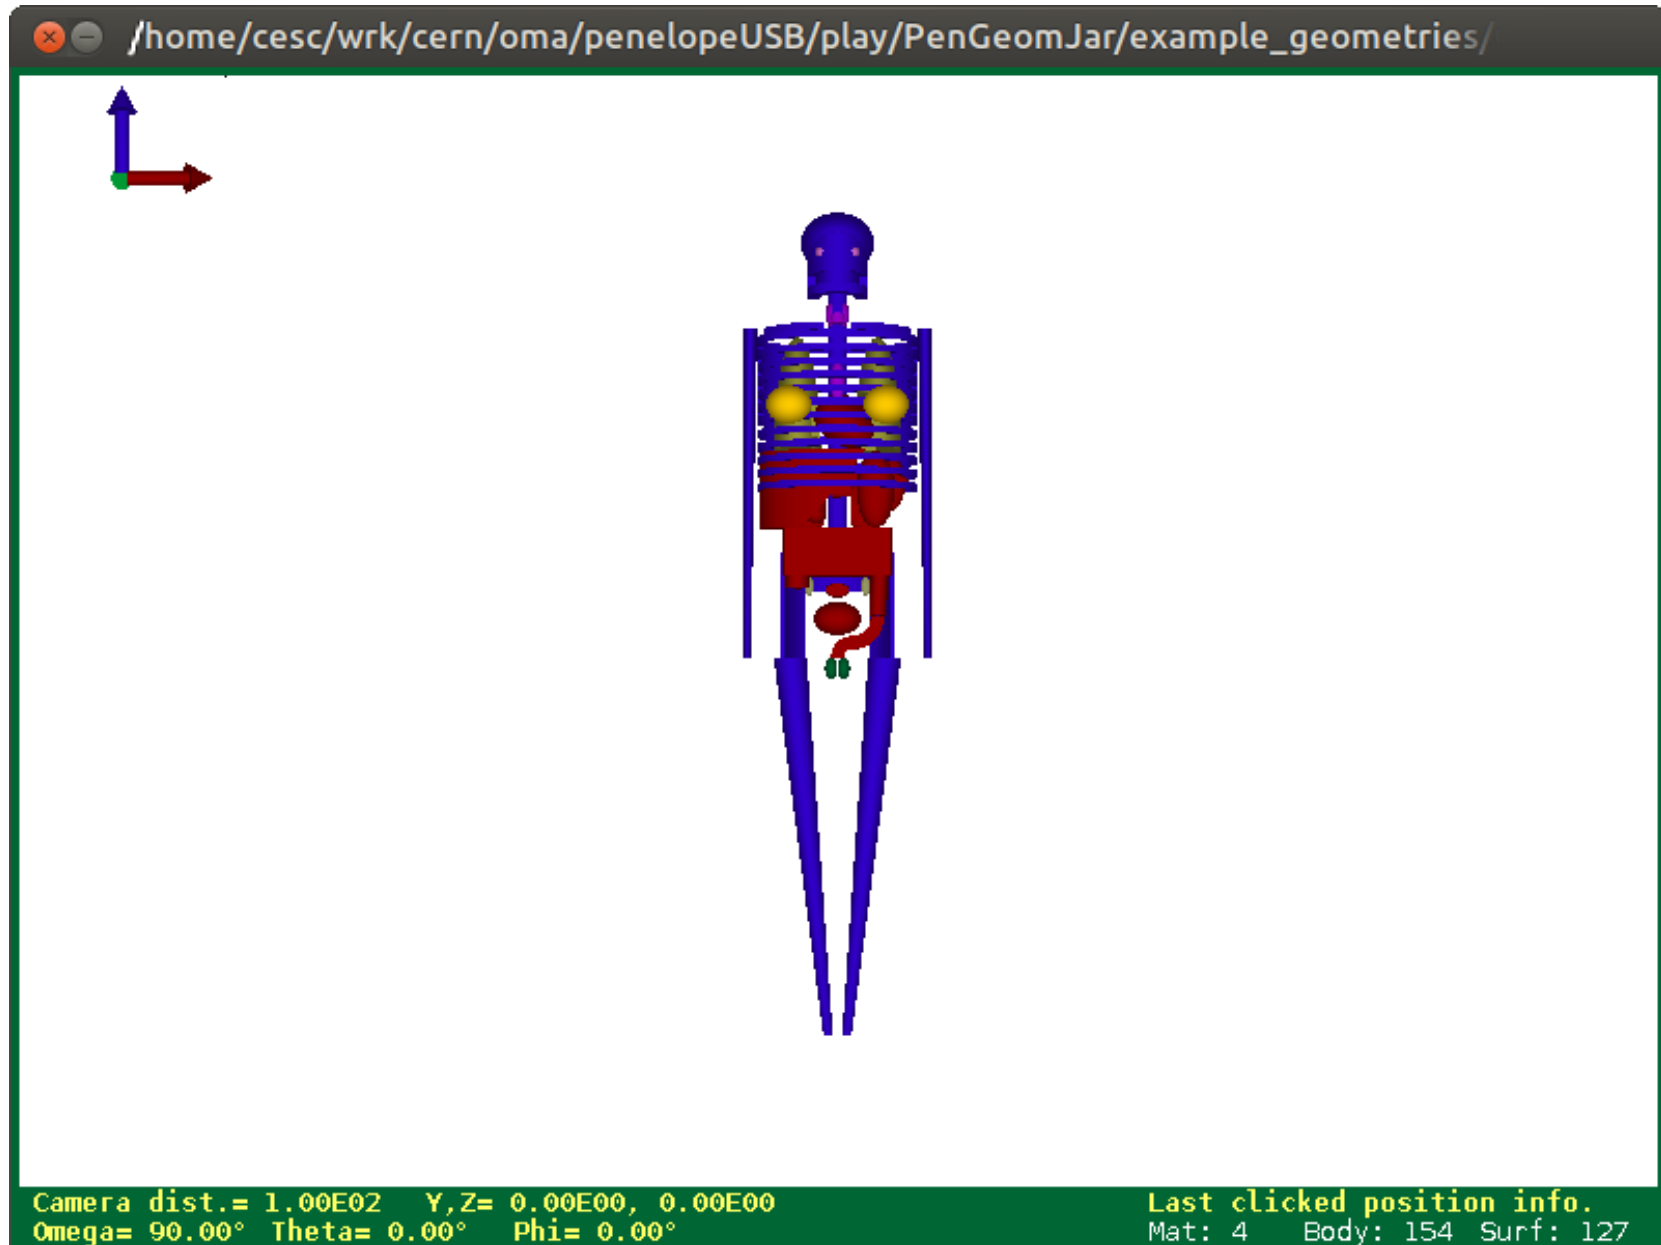 /home/cesc/wrk/cern/oma/penelopeUSB/play/PenGeomJar/example_geometries/
Camera dist.= 1.00E02 Y,Z= 0.00E00, 0.00E00
Omega= 90.00° Theta= 0.00° Phi= 0.00°
Last clicked position info.
Mat: 4 Body: 154 Surf: 127